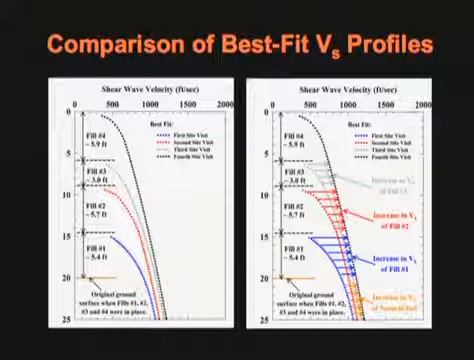 Comparison of Best-Fit Vs Profiles
Shear Wave Velocity (ft/sec)
0 500 1000 1500 2000
0
5
10
15
20
25
Fill #4
~ 5.9 ft
Fill #3
~ 3.0 ft
Fill #2
~ 5.7 ft
Fill #1
~ 5.4 ft
Best Fit:
First Site Visit
Second Site Visit
Third Site Visit
Fourth Site Visit
Original ground
surface when Fills #1, #2,
#3 and #4 were in place.
Shear Wave Velocity (ft/sec)
0 500 1000 1500 2000
0
5
10
15
20
25
Fill #4
~ 5.9 ft
Fill #3
~ 3.0 ft
Fill #2
~ 5.7 ft
Fill #1
~ 5.4 ft
Best Fit:
First Site Visit
Second Site Visit
Third Site Visit
Fourth Site Visit
Increase in Vs
of Fill #3
Increase in Vs
of Fill #2
Increase in Vs
of Fill #1
Increase in Vs
of Natural Soil
Original ground
surface when Fills #1, #2,
#3 and #4 were in place.